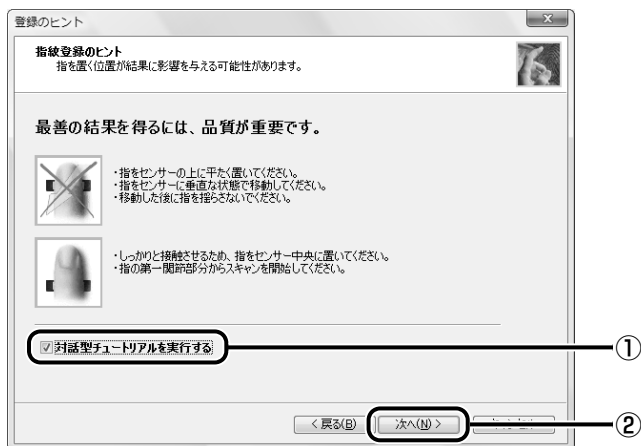 登録のヒント
指紋登録のヒント
指を置く位置が結果に影響を与える可能性があります。
最善の結果を得るには、品質が重要です。
・指をセンサーの上に平たく置いてください。
・指をセンサーに垂直な状態で移動してください。
・移動した後に指を揺らさないでください。
・しっかりと接触させるため、指をセンサー中央に置いてください。
・指の第一関節部分からスキャンを開始してください。
対話型チュートリアルを実行する
①
<戻る(B) 次へ(N)>
②